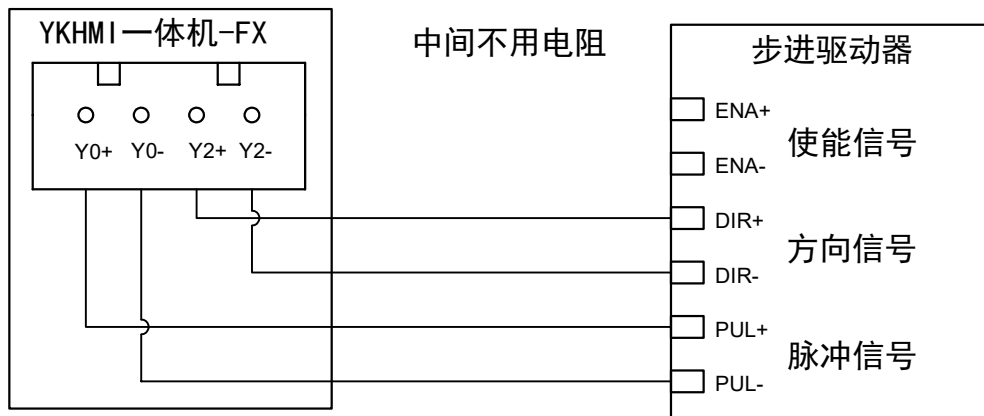 YKHMI一体机-FX
Y0+ Y0- Y2+ Y2-
中间不用电阻
步进驱动器
ENA+
使能信号
ENA-
DIR+
方向信号
DIR-
PUL+
脉冲信号
PUL-